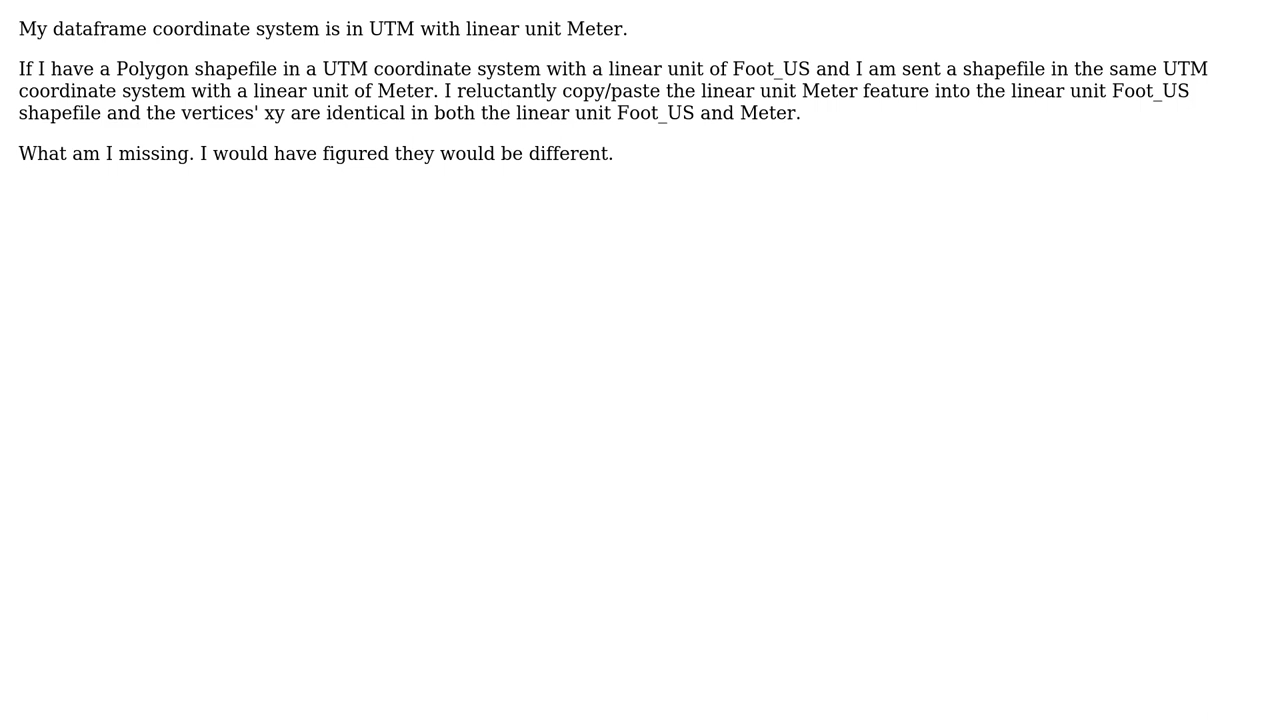 My dataframe coordinate system is in UTM with linear unit Meter.
If I have a Polygon shapefile in a UTM coordinate system with a linear unit of Foot_US and I am sent a shapefile in the same UTM
coordinate system with a linear unit of Meter. I reluctantly copy/paste the linear unit Meter feature into the linear unit Foot_US
shapefile and the vertices' xy are identical in both the linear unit Foot_US and Meter.
What am I missing. I would have figured they would be different.